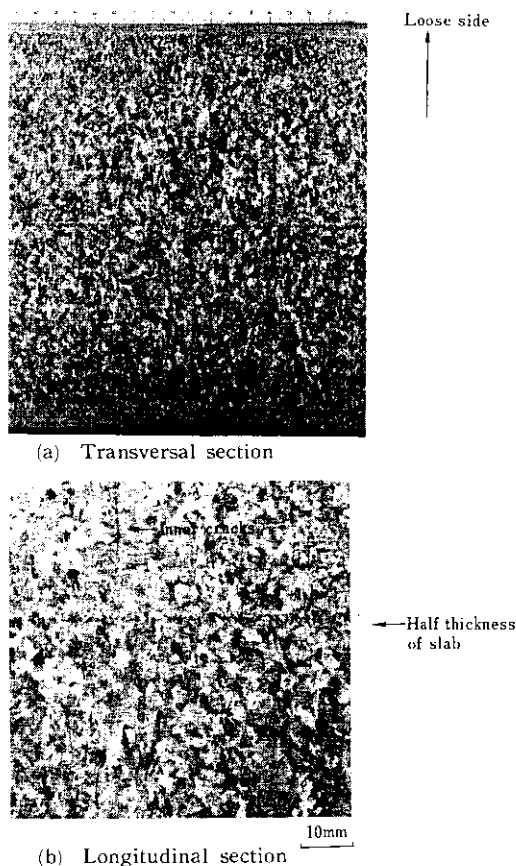 Loose side
(a) Transversal section
Inner cracks
Half thickness
of slab
10mm
(b) Longitudinal section